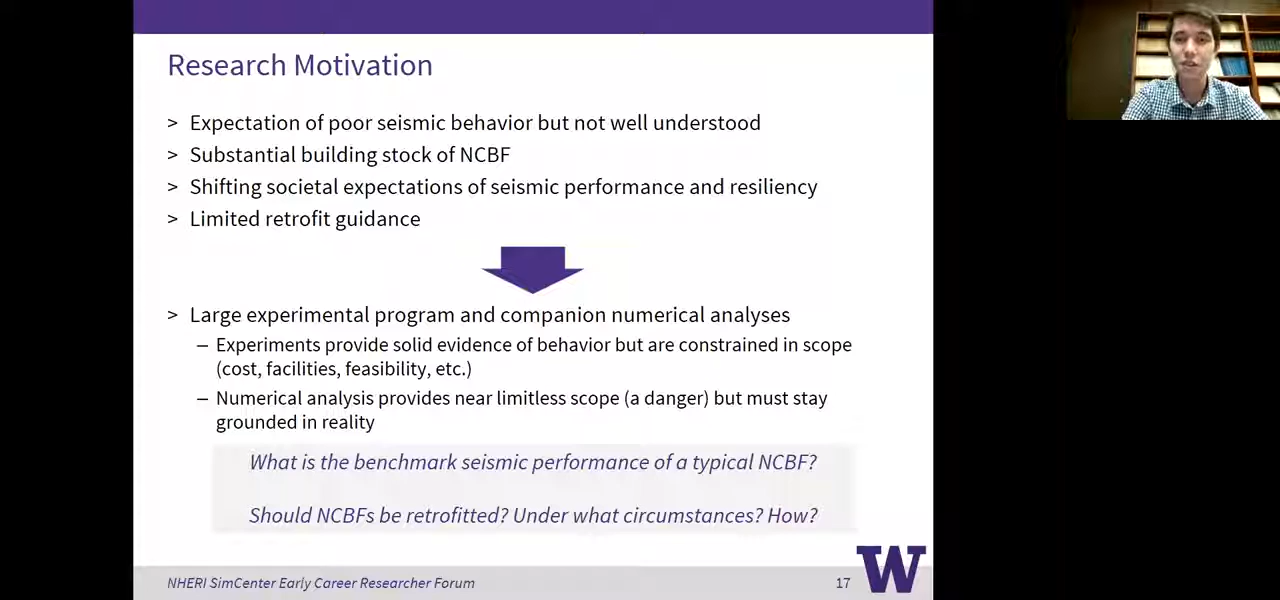 Research Motivation
> Expectation of poor seismic behavior but not well understood
> Substantial building stock of NCBF
> Shifting societal expectations of seismic performance and resiliency
> Limited retrofit guidance
> Large experimental program and companion numerical analyses
– Experiments provide solid evidence of behavior but are constrained in scope
(cost, facilities, feasibility, etc.)
– Numerical analysis provides near limitless scope (a danger) but must stay
grounded in reality
What is the benchmark seismic performance of a typical NCBF?
Should NCBFs be retrofitted? Under what circumstances? How?
NHERI SimCenter Early Career Researcher Forum
17
W